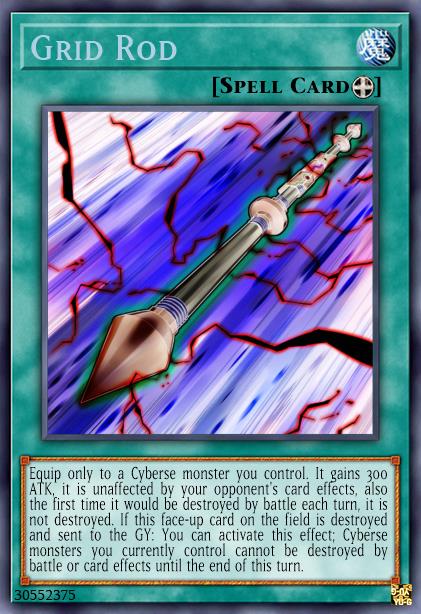 Grid Rod
[Spell Card]
Equip only to a Cyberse monster you control. It gains 300
ATK, it is unaffected by your opponent's card effects, also
the first time it would be destroyed by battle each turn, it
is not destroyed. If this face-up card on the field is destroyed
and sent to the GY: You can activate this effect; Cyberse
monsters you currently control cannot be destroyed by
battle or card effects until the end of this turn.
30552375